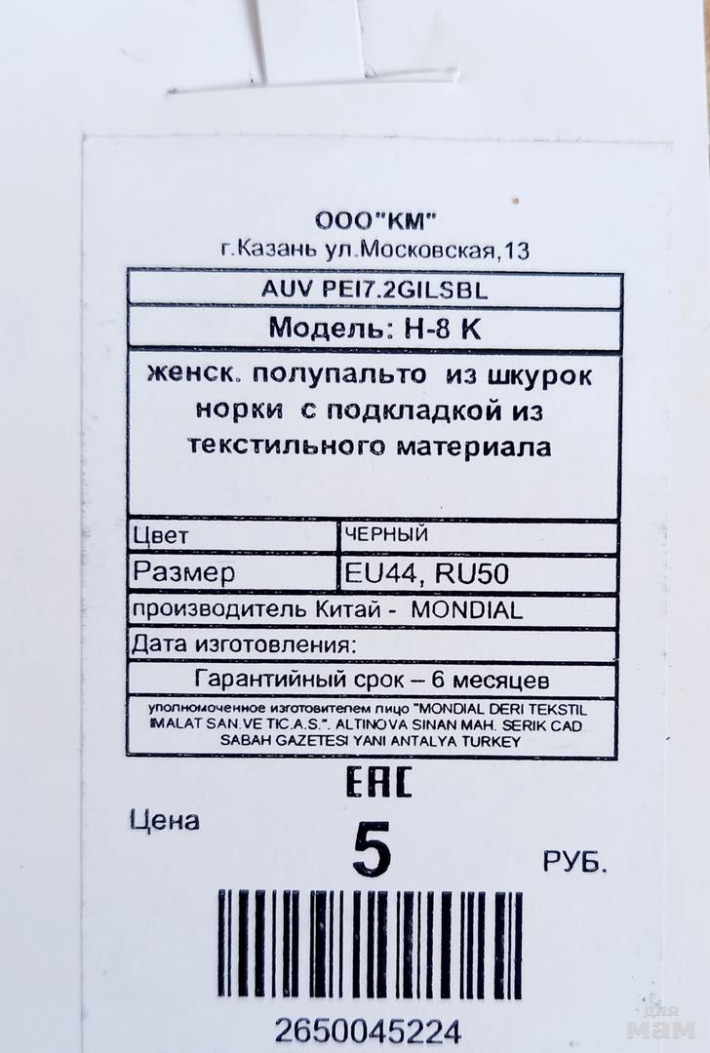 ООО"КМ"
г.Казань ул.Московская,13
AUV PEI7.2GILSBL
Модель: H-8 K
женск. полупальто из шкурок
норки с подкладкой из
текстильного материала
Цвет ЧЕРНЫЙ
Размер EU44, RU50
производитель Китай - MONDIAL
Дата изготовления:
Гарантийный срок – 6 месяцев
уполномоченное изготовителем лицо "MONDIAL DERI TEKSTIL
IMALAT SAN.VE TIC.A.S.". ALTINOVA SINAN MAH. SERIK CAD
SABAH GAZETESI YANI ANTALYA TURKEY
EAC
Цена 5 РУБ.
2650045224
для
мам